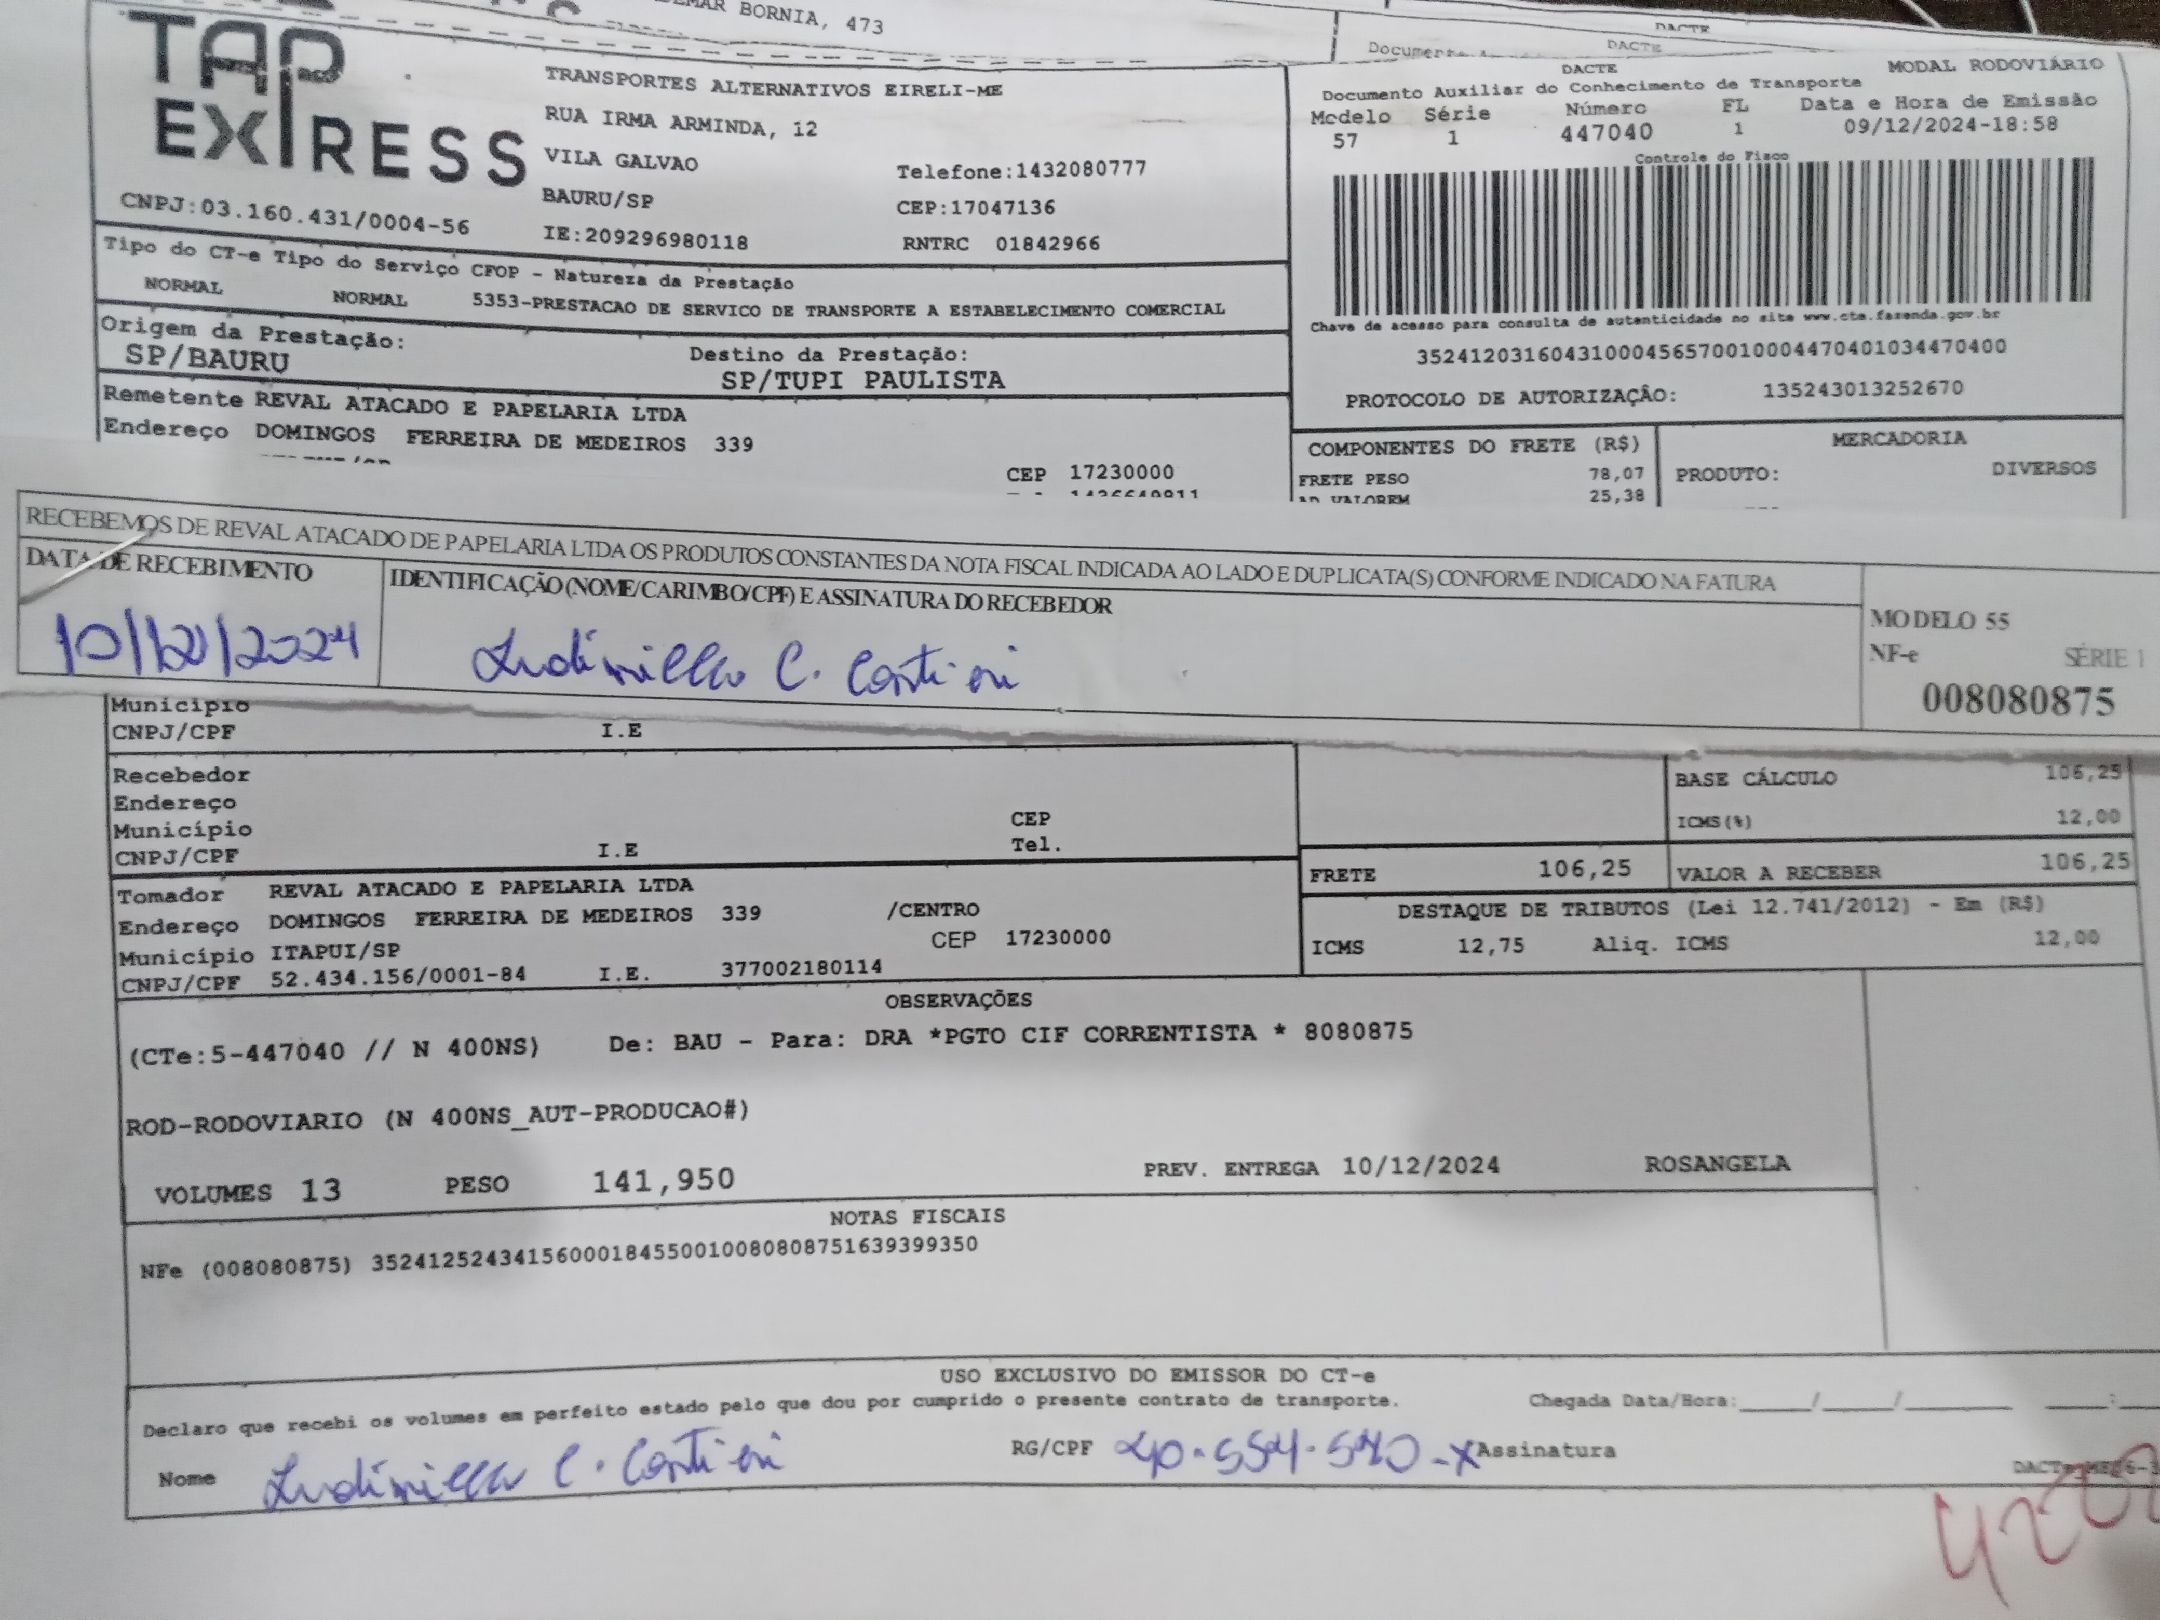 MAR BORNIA, 473
DACTE
DACTE
TAP EXPRESS
TRANSPORTES ALTERNATIVOS EIRELI-ME
RUA IRMA ARMINDA, 12
VILA GALVAO
Telefone:1432080777
BAURU/SP
CEP:17047136
CNPJ:03.160.431/0004-56
IE:209296980118
RNTRC 01842966
DACTE
MODAL RODOVIÁRIO
Documento Auxiliar do Conhecimento de Transporte
Modelo Série Número FL Data e Hora de Emissão
57 1 447040 1 09/12/2024-18:58
Controle do Fisco
Chave de acesso para consulta de autenticidade no site www.cte.fazenda.gov.br
35241203160431000456570010004470401034470400
PROTOCOLO DE AUTORIZAÇÃO: 135243013252670
Tipo do CT-e Tipo do Serviço CFOP - Natureza da Prestação
NORMAL NORMAL 5353-PRESTACAO DE SERVICO DE TRANSPORTE A ESTABELECIMENTO COMERCIAL
Origem da Prestação:
SP/BAURU
Destino da Prestação:
SP/TUPI PAULISTA
Remetente REVAL ATACADO E PAPELARIA LTDA
Endereço DOMINGOS FERREIRA DE MEDEIROS 339
CEP 17230000
COMPONENTES DO FRETE (R$)
FRETE PESO 78,07
AD VALOREM 25,38
MERCADORIA
PRODUTO: DIVERSOS
RECEBEMOS DE REVAL ATACADO DE PAPELARIA LTDA OS PRODUTOS CONSTANTES DA NOTA FISCAL INDICADA AO LADO E DUPLICATA(S) CONFORME INDICADO NA FATURA
DATA DE RECEBIMENTO
IDENTIFICAÇÃO (NOME/CARIMBO/CPF) E ASSINATURA DO RECEBEDOR
10/12/2024
Ludimilla C. Contieri
MODELO 55
NF-e SÉRIE 1
008080875
Município
CNPJ/CPF I.E
Recebedor
Endereço
Município CEP
CNPJ/CPF I.E Tel.
BASE CÁLCULO 106,25
ICMS(%) 12,00
FRETE 106,25
VALOR A RECEBER 106,25
Tomador REVAL ATACADO E PAPELARIA LTDA
Endereço DOMINGOS FERREIRA DE MEDEIROS 339 /CENTRO
Município ITAPUI/SP CEP 17230000
CNPJ/CPF 52.434.156/0001-84 I.E. 377002180114
DESTAQUE DE TRIBUTOS (Lei 12.741/2012) - Em (R$)
ICMS 12,75 Aliq. ICMS 12,00
OBSERVAÇÕES
(CTe:5-447040 // N 400NS) De: BAU - Para: DRA *PGTO CIF CORRENTISTA * 8080875
ROD-RODOVIARIO (N 400NS_AUT-PRODUCAO#)
VOLUMES 13 PESO 141,950 PREV. ENTREGA 10/12/2024 ROSANGELA
NOTAS FISCAIS
NFe (008080875) 35241252434156000184550010080808751639399350
USO EXCLUSIVO DO EMISSOR DO CT-e
Declaro que recebi os volumes em perfeito estado pelo que dou por cumprido o presente contrato de transporte.
Chegada Data/Hora:____/____/______ ____:
Nome Ludimilla C. Contieri
RG/CPF 40.554.540-X Assinatura